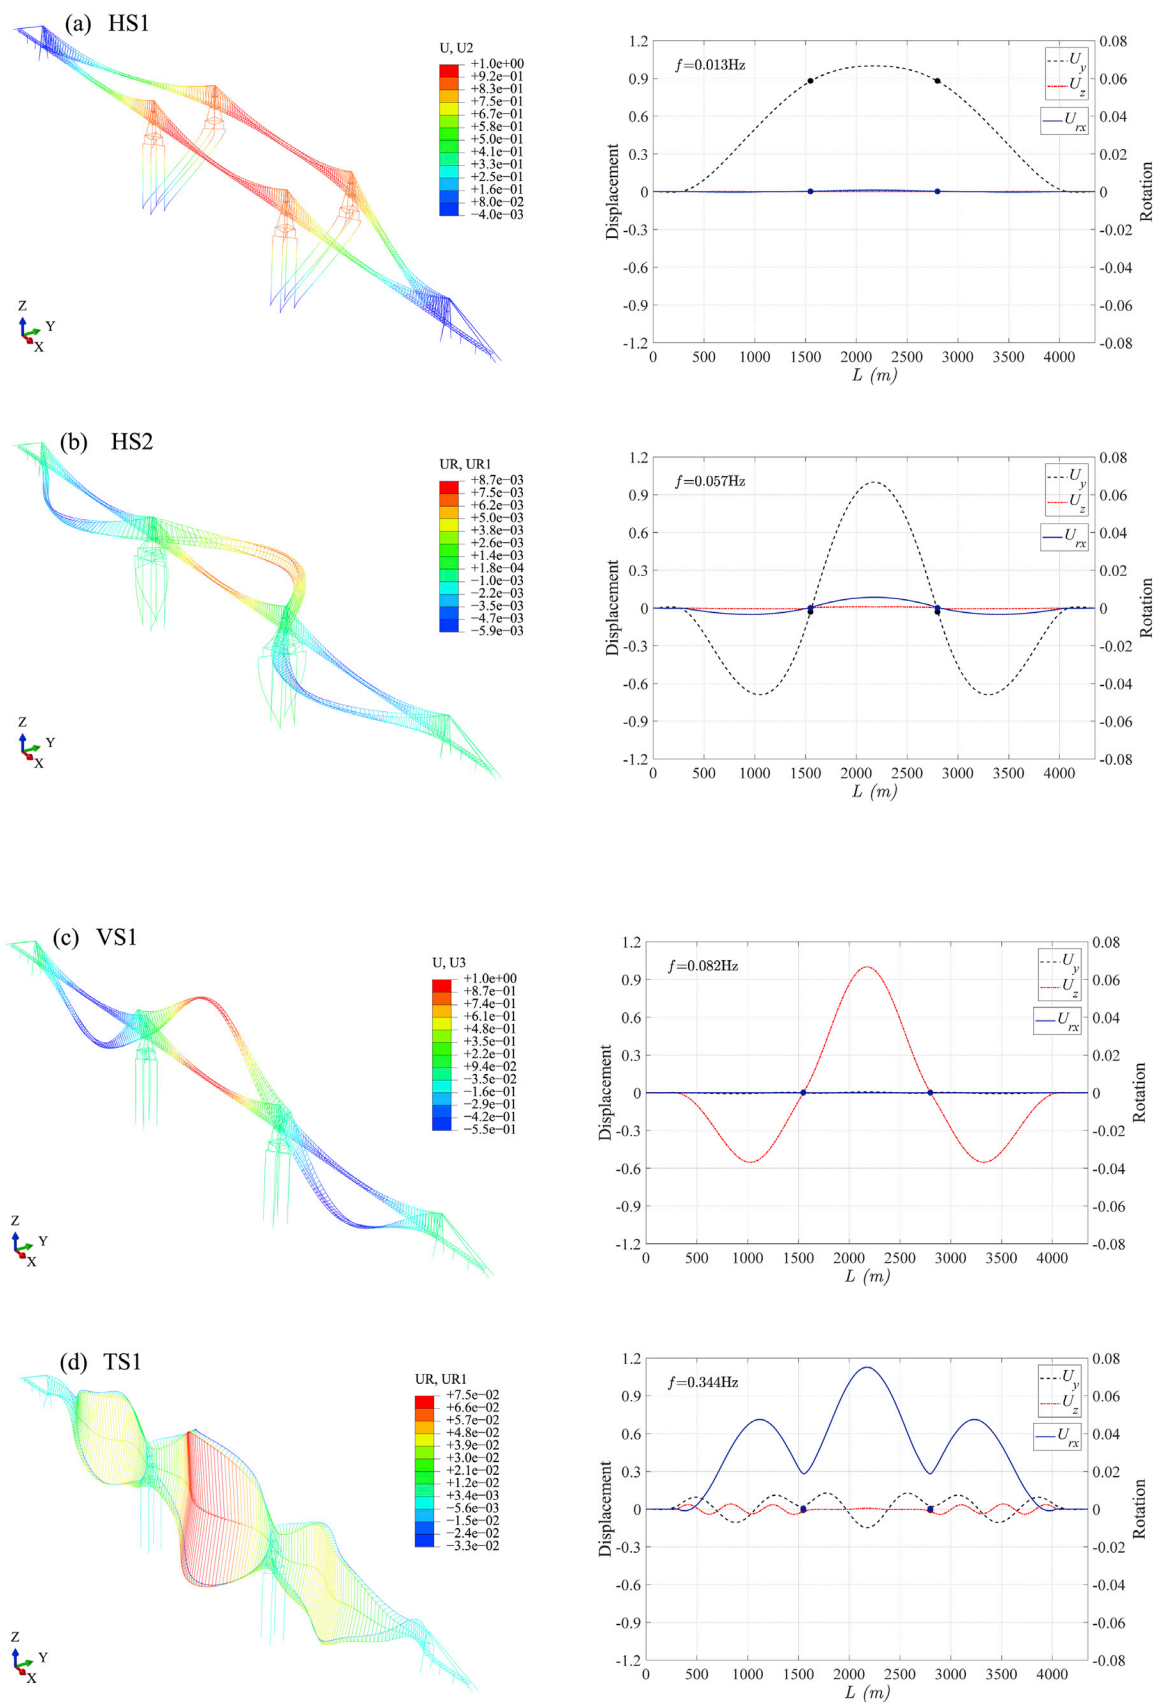 (a) HS1
U, U2
+1.0e+00
+9.2e−01
+8.3e−01
+7.5e−01
+6.7e−01
+5.8e−01
+5.0e−01
+4.1e−01
+3.3e−01
+2.5e−01
+1.6e−01
+8.0e−02
−4.0e−03
Z
Y
X
f=0.013Hz
U_y
U_z
U_rx
1.2
0.9
0.6
0.3
0
-0.3
-0.6
-0.9
-1.2
Displacement
0.08
0.06
0.04
0.02
0
-0.02
-0.04
-0.06
-0.08
Rotation
0 500 1000 1500 2000 2500 3000 3500 4000
L (m)
(b) HS2
UR, UR1
+8.7e−03
+7.5e−03
+6.2e−03
+5.0e−03
+3.8e−03
+2.6e−03
+1.4e−03
+1.8e−04
−1.0e−03
−2.2e−03
−3.5e−03
−4.7e−03
−5.9e−03
Z
Y
X
f=0.057Hz
U_y
U_z
U_rx
1.2
0.9
0.6
0.3
0
-0.3
-0.6
-0.9
-1.2
Displacement
0.08
0.06
0.04
0.02
0
-0.02
-0.04
-0.06
-0.08
Rotation
0 500 1000 1500 2000 2500 3000 3500 4000
L (m)
(c) VS1
U, U3
+1.0e+00
+8.7e−01
+7.4e−01
+6.1e−01
+4.8e−01
+3.5e−01
+2.2e−01
+9.4e−02
−3.5e−02
−1.6e−01
−2.9e−01
−4.2e−01
−5.5e−01
Z
Y
X
f=0.082Hz
U_y
U_z
U_rx
1.2
0.9
0.6
0.3
0
-0.3
-0.6
-0.9
-1.2
Displacement
0.08
0.06
0.04
0.02
0
-0.02
-0.04
-0.06
-0.08
Rotation
0 500 1000 1500 2000 2500 3000 3500 4000
L (m)
(d) TS1
UR, UR1
+7.5e−02
+6.6e−02
+5.7e−02
+4.8e−02
+3.9e−02
+3.0e−02
+2.1e−02
+1.2e−02
+3.4e−03
−5.6e−03
−1.5e−02
−2.4e−02
−3.3e−02
Z
Y
X
f=0.344Hz
U_y
U_z
U_rx
1.2
0.9
0.6
0.3
0
-0.3
-0.6
-0.9
-1.2
Displacement
0.08
0.06
0.04
0.02
0
-0.02
-0.04
-0.06
-0.08
Rotation
0 500 1000 1500 2000 2500 3000 3500 4000
L (m)